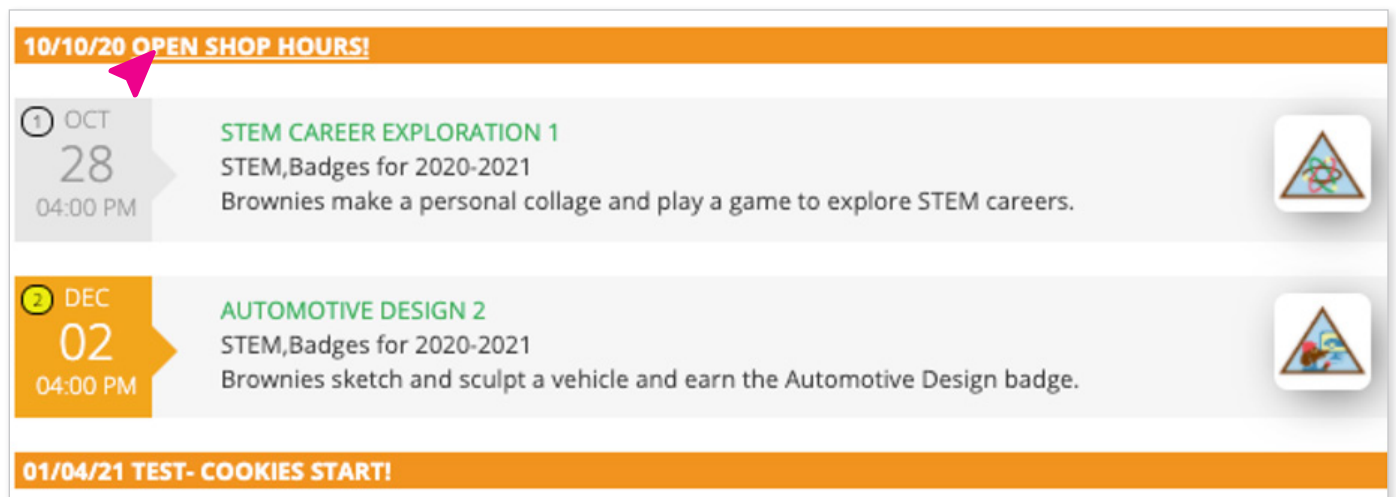 10/10/20 OPEN SHOP HOURS!
1 OCT
28
04:00 PM
STEM CAREER EXPLORATION 1
STEM,Badges for 2020-2021
Brownies make a personal collage and play a game to explore STEM careers.
2 DEC
02
04:00 PM
AUTOMOTIVE DESIGN 2
STEM,Badges for 2020-2021
Brownies sketch and sculpt a vehicle and earn the Automotive Design badge.
01/04/21 TEST- COOKIES START!